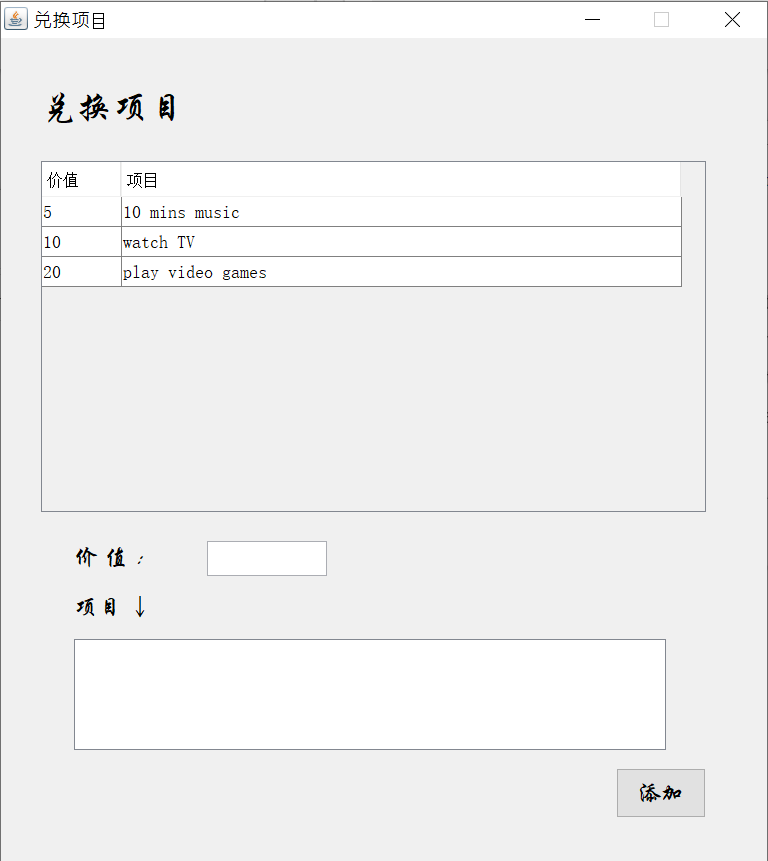 兑换项目
兑换项目
价值 项目
5 10 mins music
10 watch TV
20 play video games
价值：
项目 ↓
添加